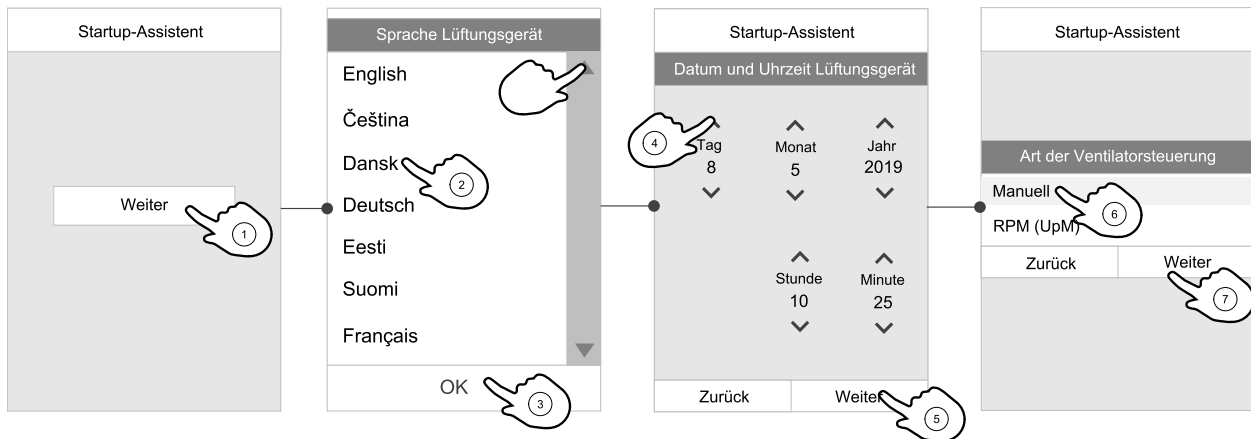 Startup-Assistent
Weiter
1
Sprache Lüftungsgerät
English
Čeština
Dansk
2
Deutsch
Eesti
Suomi
Français
OK
3
Startup-Assistent
Datum und Uhrzeit Lüftungsgerät
4
Tag Monat Jahr
8 5 2019
Stunde Minute
10 25
Zurück Weiter
5
Startup-Assistent
Art der Ventilatorsteuerung
Manuell
6
RPM (UpM)
Zurück Weiter
7